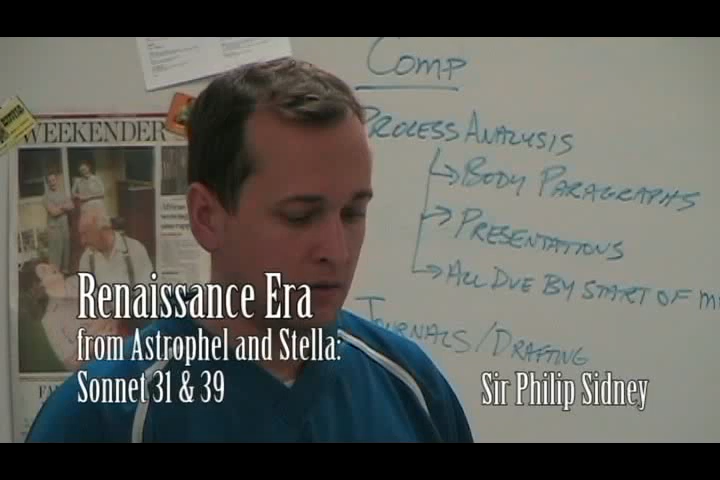 WEEKENDER
Comp
PROCESS ANALYSIS
BODY PARAGRAPHS
PRESENTATIONS
ALL DUE BY START OF
JOURNALS/DRAFTING
Renaissance Era
from Astrophel and Stella:
Sonnet 31 & 39
Sir Philip Sidney